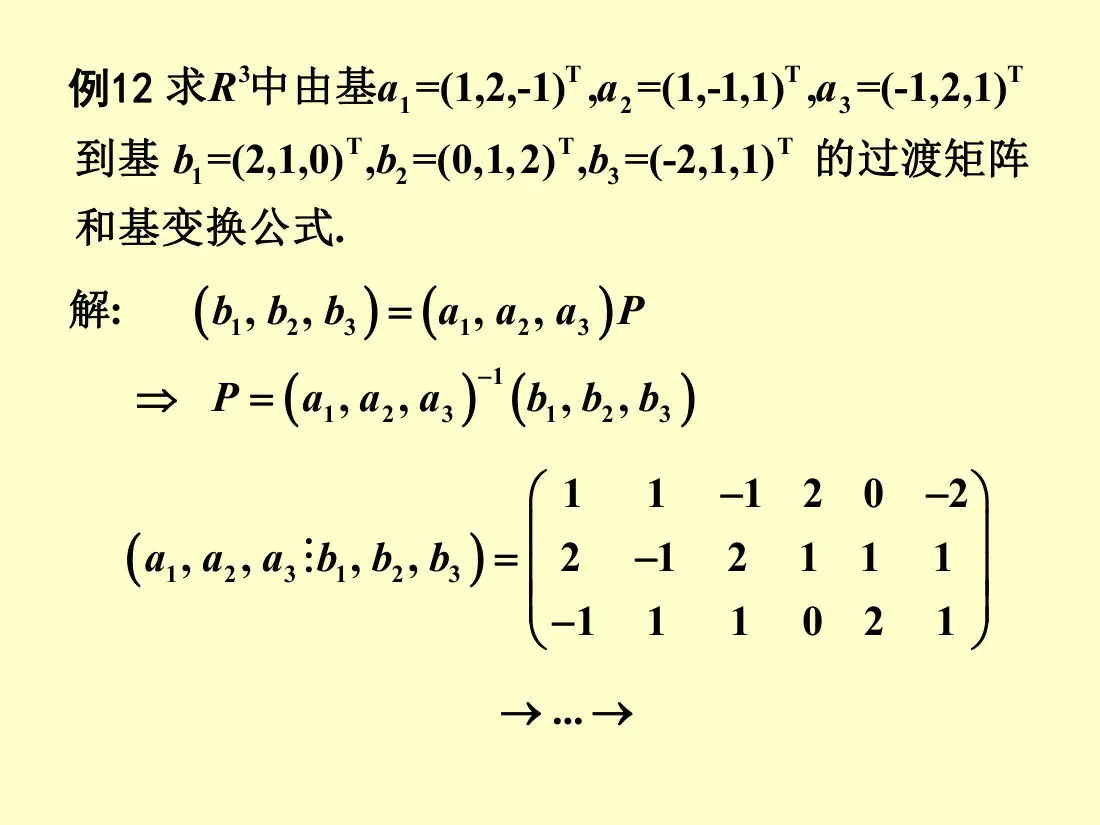 例12 求R³中由基a₁=(1,2,-1)ᵀ,a₂=(1,-1,1)ᵀ,a₃=(-1,2,1)ᵀ
到基 b₁=(2,1,0)ᵀ,b₂=(0,1,2)ᵀ,b₃=(-2,1,1)ᵀ 的过渡矩阵
和基变换公式.
解: (b₁, b₂, b₃)=(a₁, a₂, a₃)P
⇒ P=(a₁, a₂, a₃)⁻¹(b₁, b₂, b₃)
1 1 −1 2 0 −2
(a₁, a₂, a₃⋮b₁, b₂, b₃)= 2 −1 2 1 1 1
−1 1 1 0 2 1
→...→